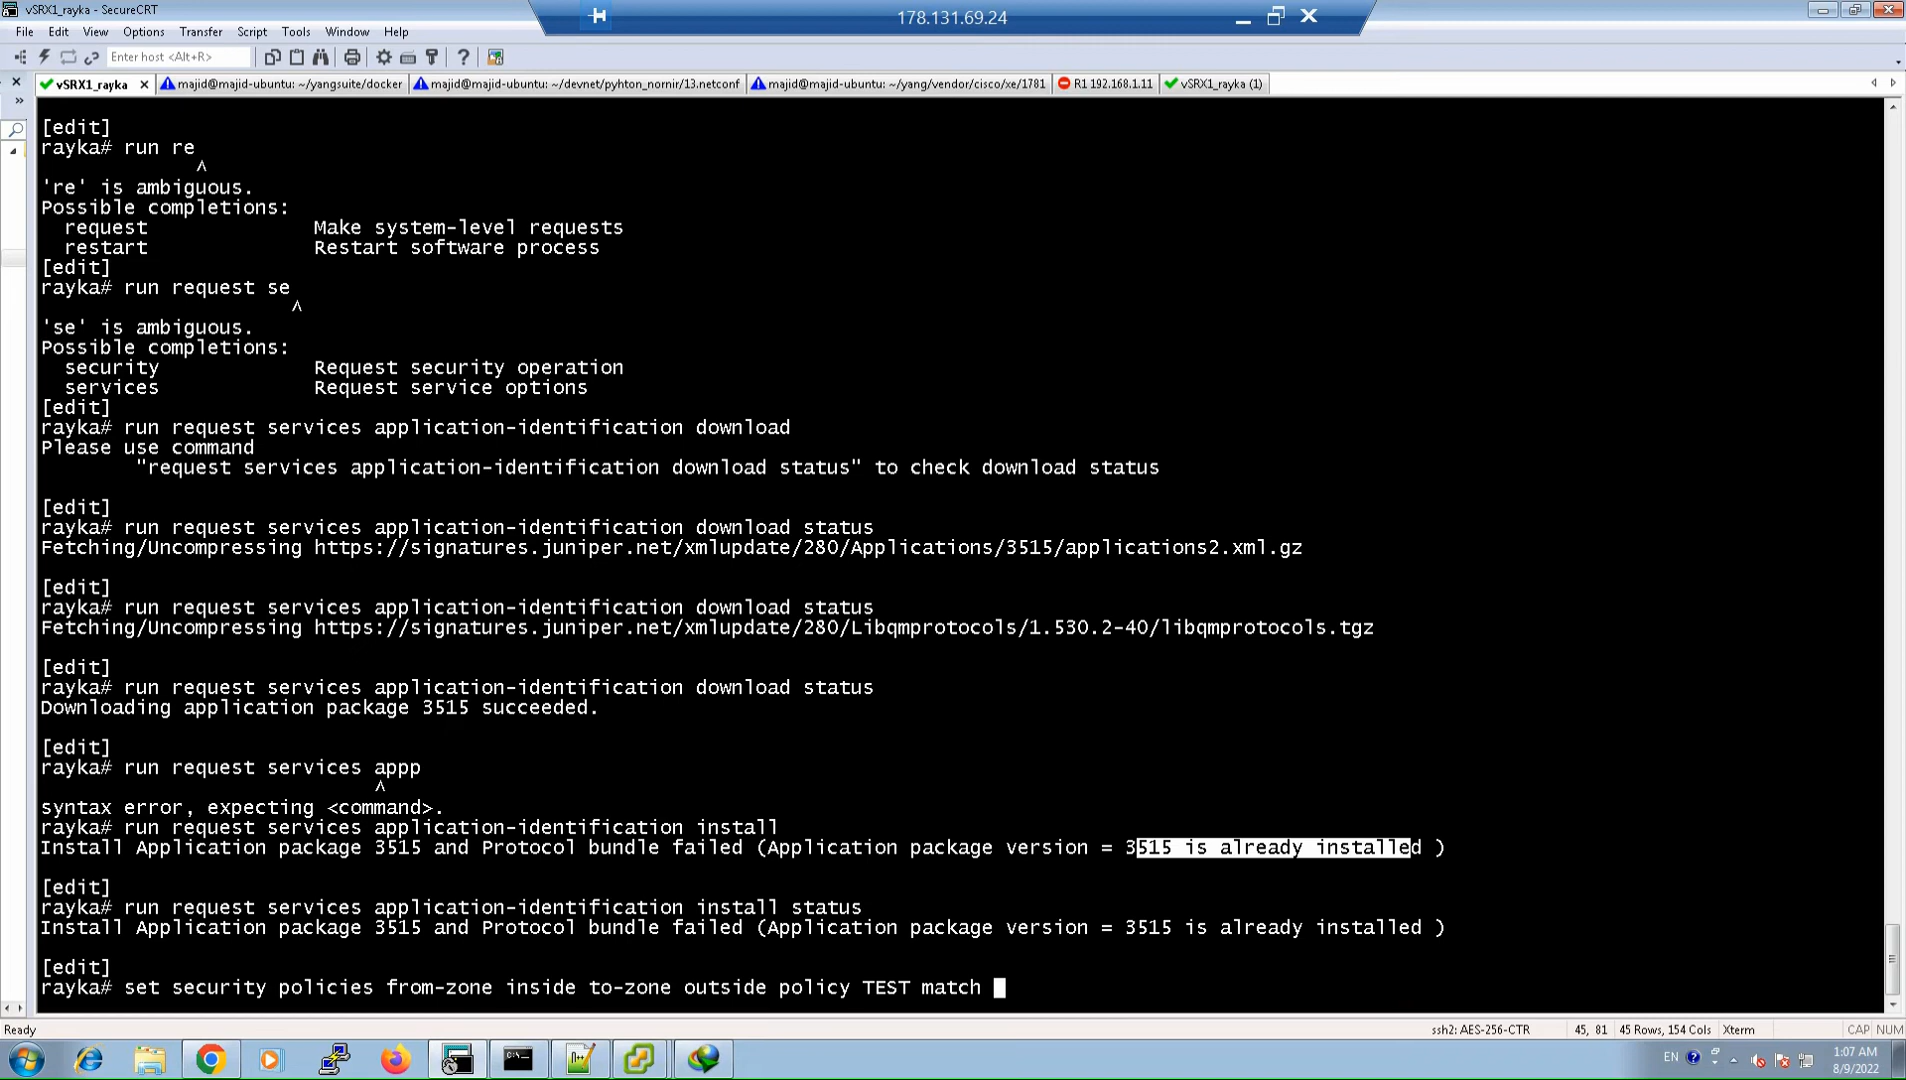 vSRX1_rayka - SecureCRT
178.131.69.24
File Edit View Options Transfer Script Tools Window Help
Enter host <Alt+R>
vSRX1_rayka majid@majid-ubuntu: ~/yangsuite/docker majid@majid-ubuntu: ~/devnet/pyhton_nornir/13.netconf majid@majid-ubuntu: ~/yang/vendor/cisco/xe/1781 R1 192.168.1.11 vSRX1_rayka (1)
[edit]
rayka# run re
^
're' is ambiguous.
Possible completions:
request Make system-level requests
restart Restart software process
[edit]
rayka# run request se
^
'se' is ambiguous.
Possible completions:
security Request security operation
services Request service options
[edit]
rayka# run request services application-identification download
Please use command
"request services application-identification download status" to check download status
[edit]
rayka# run request services application-identification download status
Fetching/Uncompressing https://signatures.juniper.net/xmlupdate/280/Applications/3515/applications2.xml.gz
[edit]
rayka# run request services application-identification download status
Fetching/Uncompressing https://signatures.juniper.net/xmlupdate/280/Libqmprotocols/1.530.2-40/libqmprotocols.tgz
[edit]
rayka# run request services application-identification download status
Downloading application package 3515 succeeded.
[edit]
rayka# run request services appp
^
syntax error, expecting <command>.
rayka# run request services application-identification install
Install Application package 3515 and Protocol bundle failed (Application package version = 3515 is already installed )
[edit]
rayka# run request services application-identification install status
Install Application package 3515 and Protocol bundle failed (Application package version = 3515 is already installed )
[edit]
rayka# set security policies from-zone inside to-zone outside policy TEST match
Ready ssh2: AES-256-CTR 45, 81 45 Rows, 154 Cols Xterm CAP NUM
EN 1:07 AM
8/9/2022